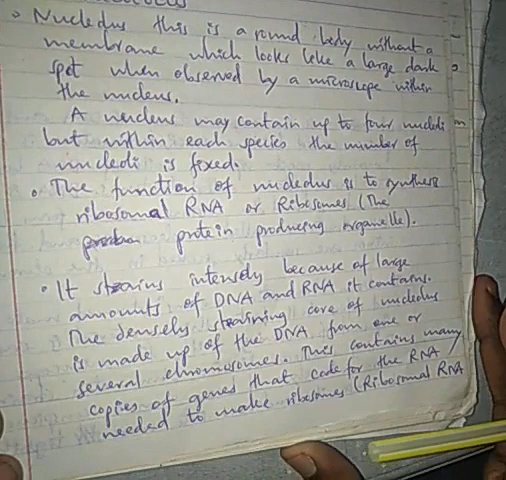 Nucleolus this is a round body without a
membrane which looks like a large dark
spot when observed by a microscope within
the nucleus.
A nucleus may contain up to four nucleoli
but within each species the number of
nucleoli is fixed.
The function of nucleolus is to synthesis
ribosomal RNA or Ribosomes (The
protein producing organelle).
It stains intensely because of large
amounts of DNA and RNA it contains.
The densely staining core of nucleolus
is made up of the DNA from one or
several chromosomes. This contains many
copies of genes that code for the RNA
needed to make ribosomes (Ribosomal RNA